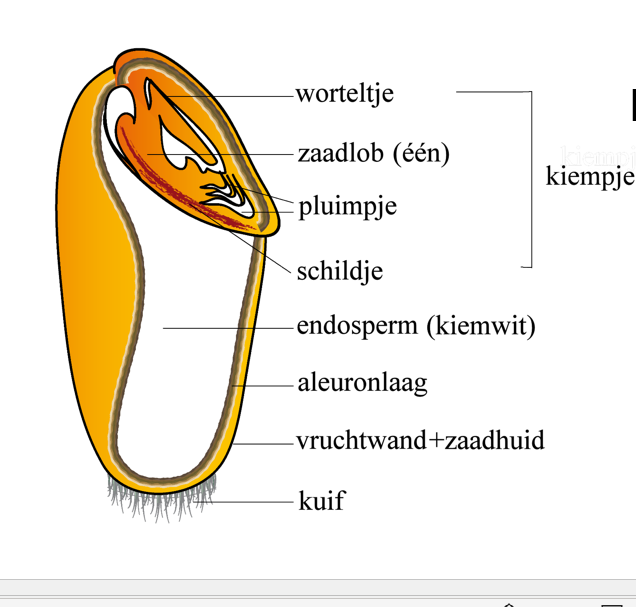 worteltje
zaadlob (één)
kiempje
pluimpje
schildje
endosperm (kiemwit)
aleuronlaag
vruchtwand+zaadhuid
kuif